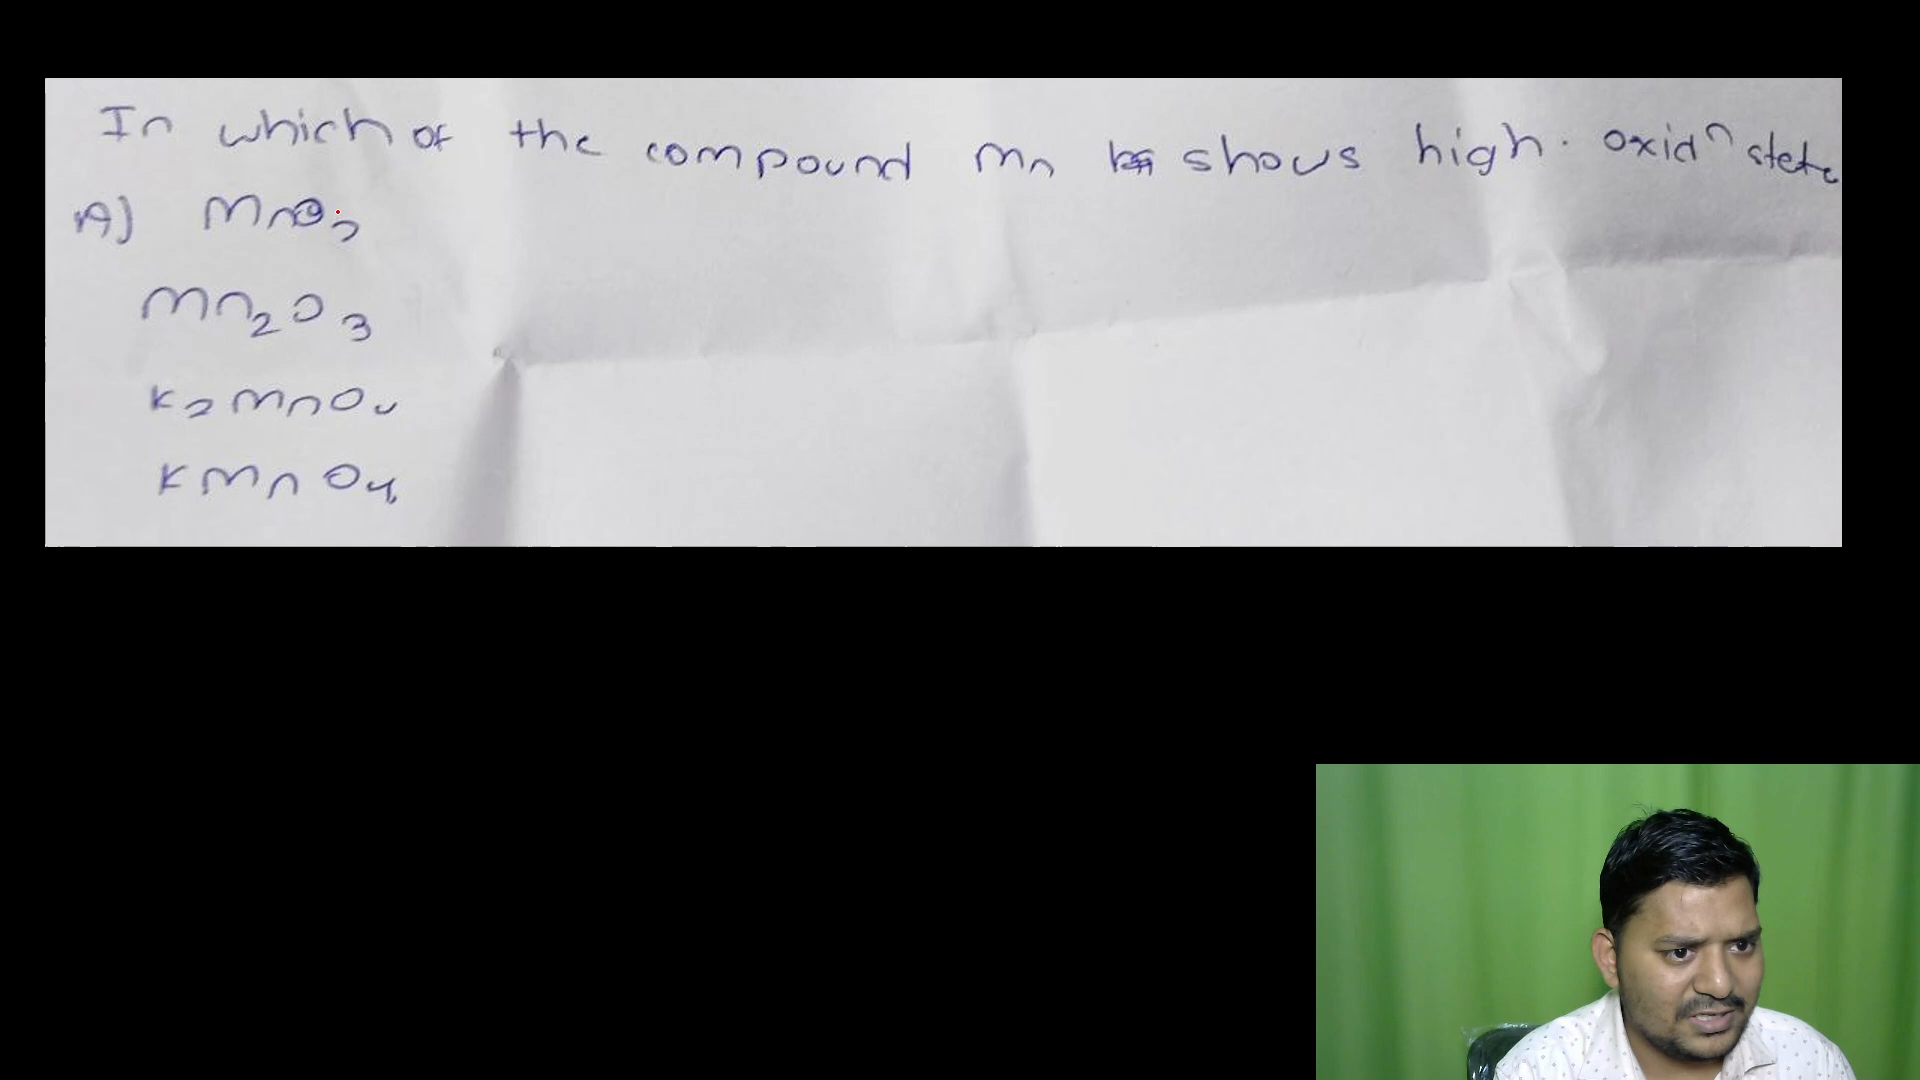 In which of the compound Mn shows high. oxidⁿ state
A) MnO₂
Mn₂O₃
K₂MnO₄
KMnO₄